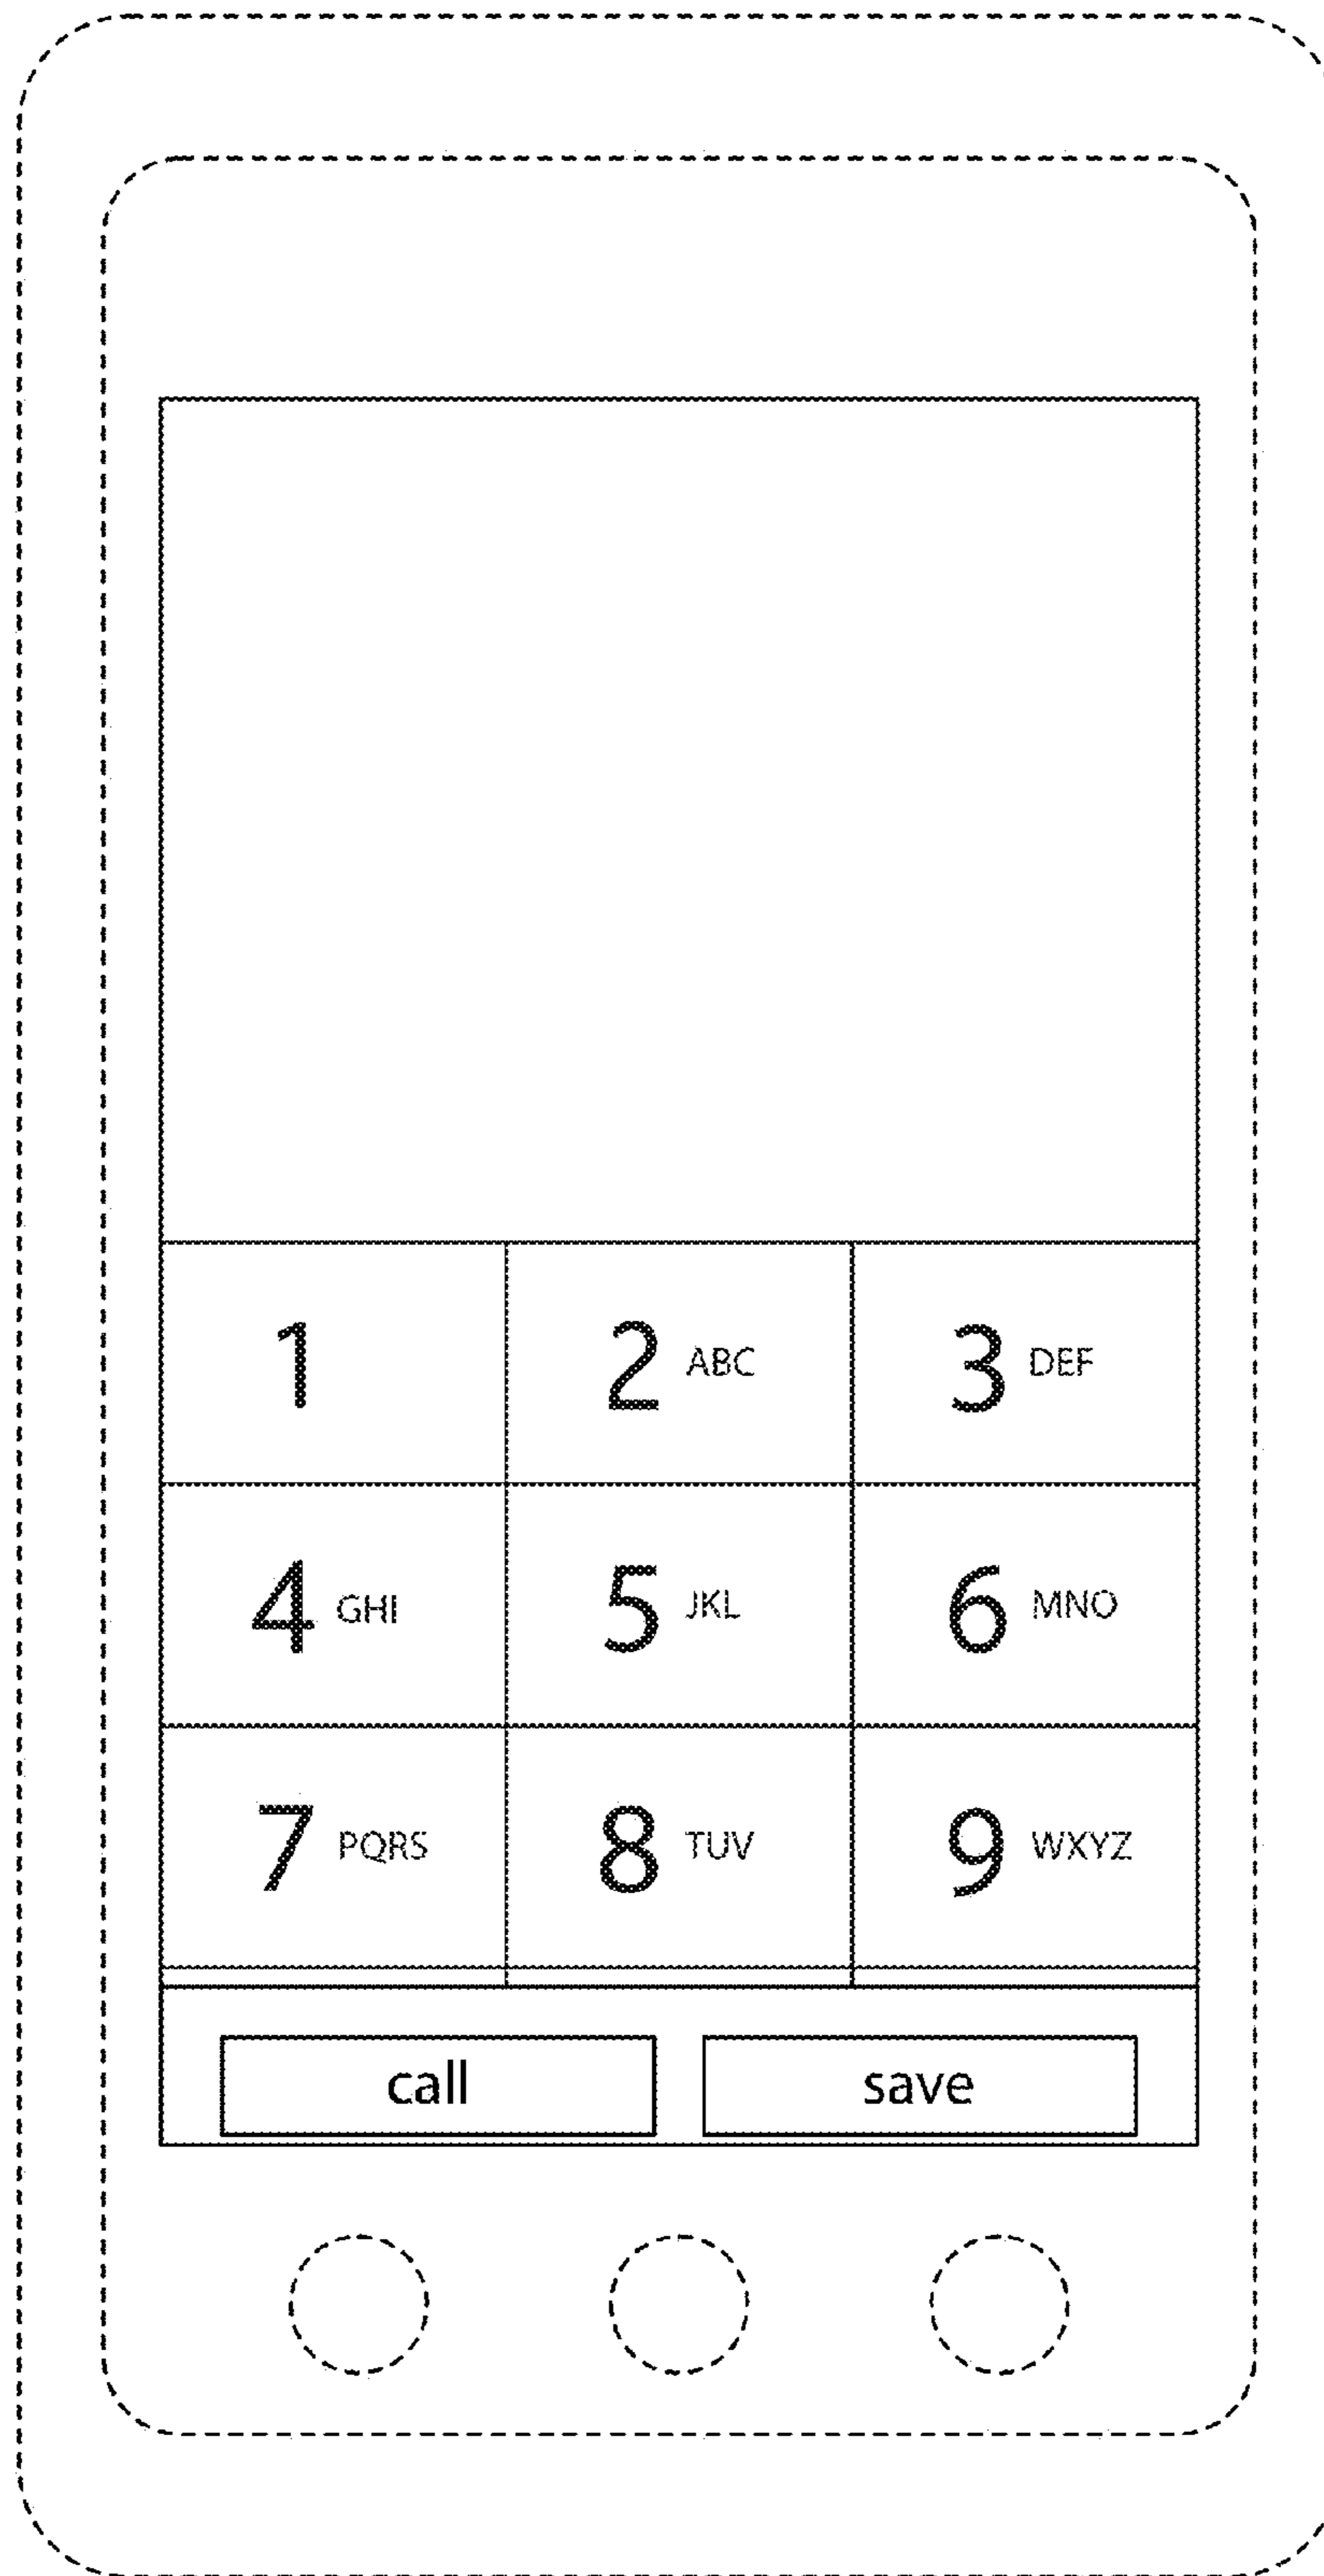 1 2 ABC 3 DEF
4 GHI 5 JKL 6 MNO
7 PQRS 8 TUV 9 WXYZ
call save